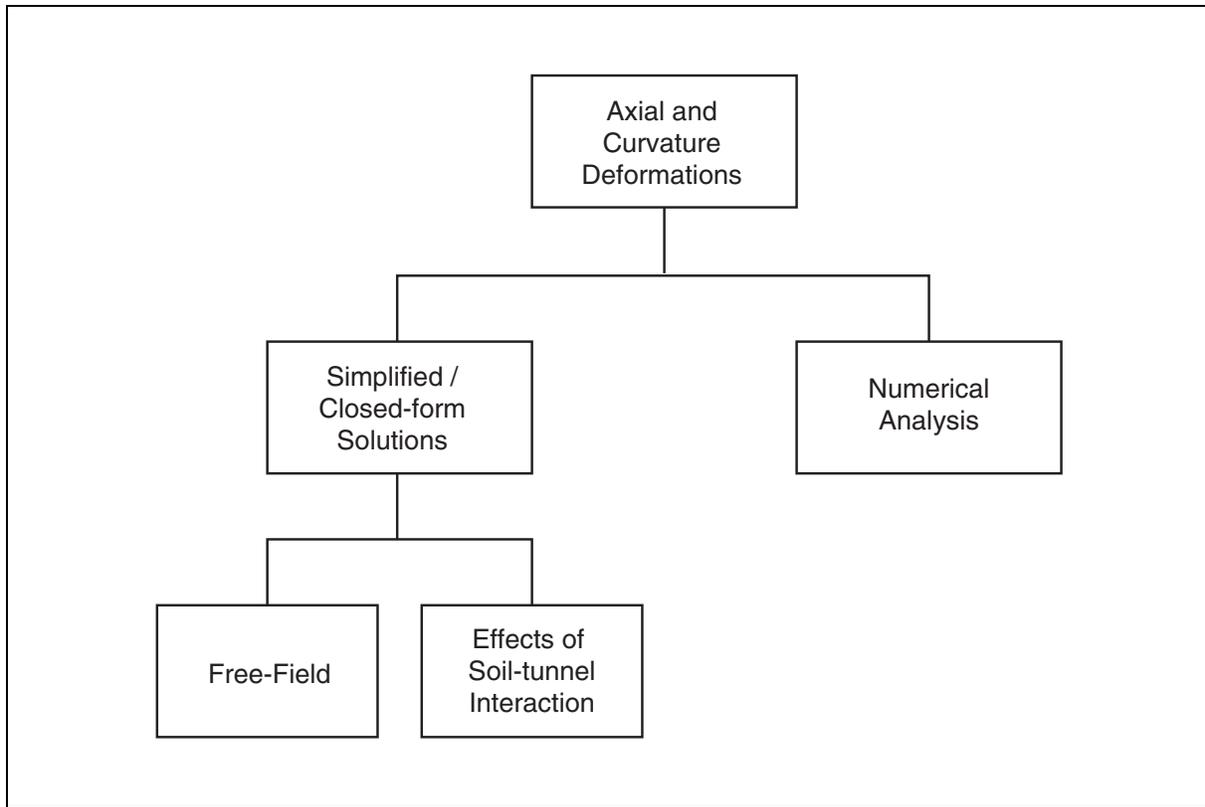 Axial and
Curvature
Deformations
Simplified /
Closed-form
Solutions
Numerical
Analysis
Free-Field
Effects of
Soil-tunnel
Interaction